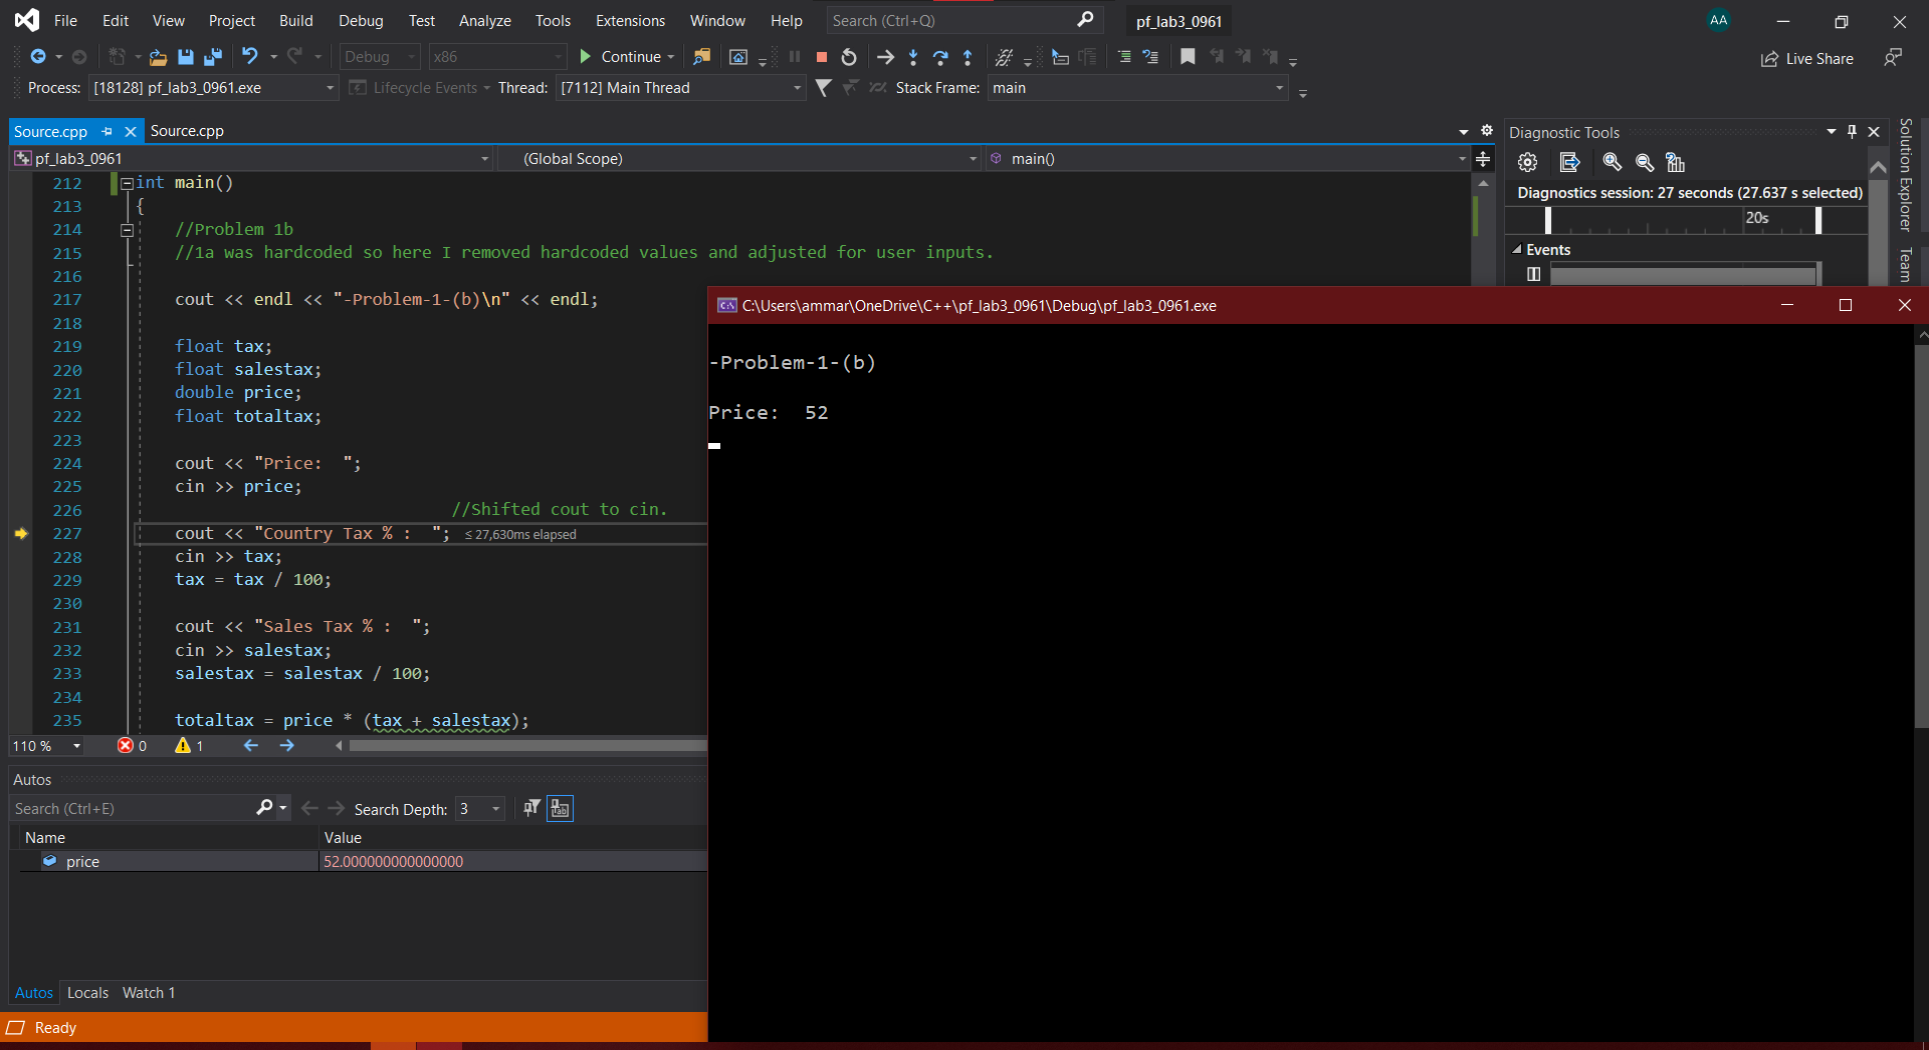 File Edit View Project Build Debug Test Analyze Tools Extensions Window Help Search (Ctrl+Q) pf_lab3_0961 AA
Debug x86 Continue Live Share
Process: [18128] pf_lab3_0961.exe Lifecycle Events Thread: [7112] Main Thread Stack Frame: main
Source.cpp Source.cpp
pf_lab3_0961 (Global Scope) main()
212 int main()
213 {
214 //Problem 1b
215 //1a was hardcoded so here I removed hardcoded values and adjusted for user inputs.
216
217 cout << endl << "-Problem-1-(b)\n" << endl;
218
219 float tax;
220 float salestax;
221 double price;
222 float totaltax;
223
224 cout << "Price:  ";
225 cin >> price;
226 //Shifted cout to cin.
227 cout << "Country Tax % :  "; ≤ 27,630ms elapsed
228 cin >> tax;
229 tax = tax / 100;
230
231 cout << "Sales Tax % :  ";
232 cin >> salestax;
233 salestax = salestax / 100;
234
235 totaltax = price * (tax + salestax);
110 % 0 1
Autos
Search (Ctrl+E) Search Depth: 3
Name Value
price 52.000000000000000
Autos Locals Watch 1
Ready
Diagnostic Tools
Diagnostics session: 27 seconds (27.637 s selected)
20s
Events
Solution Explorer
Team
C:\Users\ammar\OneDrive\C++\pf_lab3_0961\Debug\pf_lab3_0961.exe
-Problem-1-(b)
Price:  52